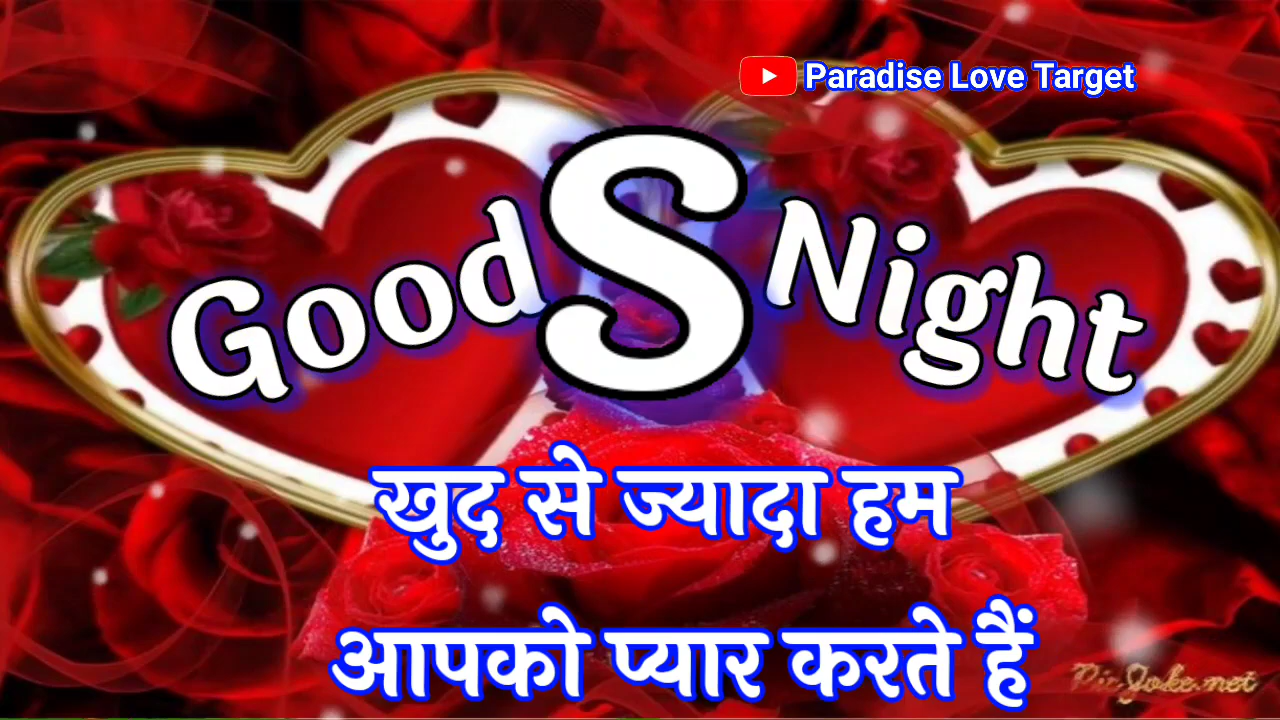 Paradise Love Target
Good S Night
खुद से ज्यादा हम
आपको प्यार करते हैं
PicJoke.net